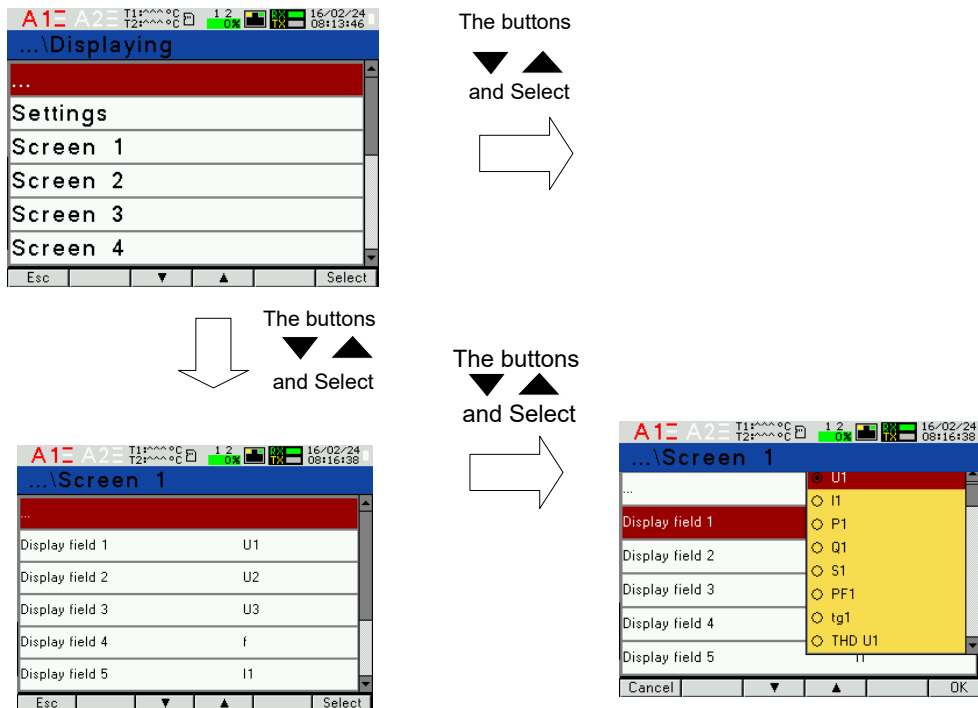 A1 A2 T1:^^^°C 1 2 RX 16/02/24
T2:^^^°C 0% TX 08:13:46
...\Displaying
...
Settings
Screen 1
Screen 2
Screen 3
Screen 4
Esc ▼ ▲ Select
The buttons
▼ ▲
and Select
The buttons
▼ ▲
and Select
The buttons
▼ ▲
and Select
A1 A2 T1:^^^°C 1 2 RX 16/02/24
T2:^^^°C 0% TX 08:16:38
...\Screen 1
...
Display field 1 U1
Display field 2 U2
Display field 3 U3
Display field 4 f
Display field 5 I1
Esc ▼ ▲ Select
A1 A2 T1:^^^°C 1 2 RX 16/02/24
T2:^^^°C 0% TX 08:16:38
...\Screen 1
...
Display field 1
Display field 2
Display field 3
Display field 4
Display field 5
U1
I1
P1
Q1
S1
PF1
tg1
THD U1
Cancel ▼ ▲ OK